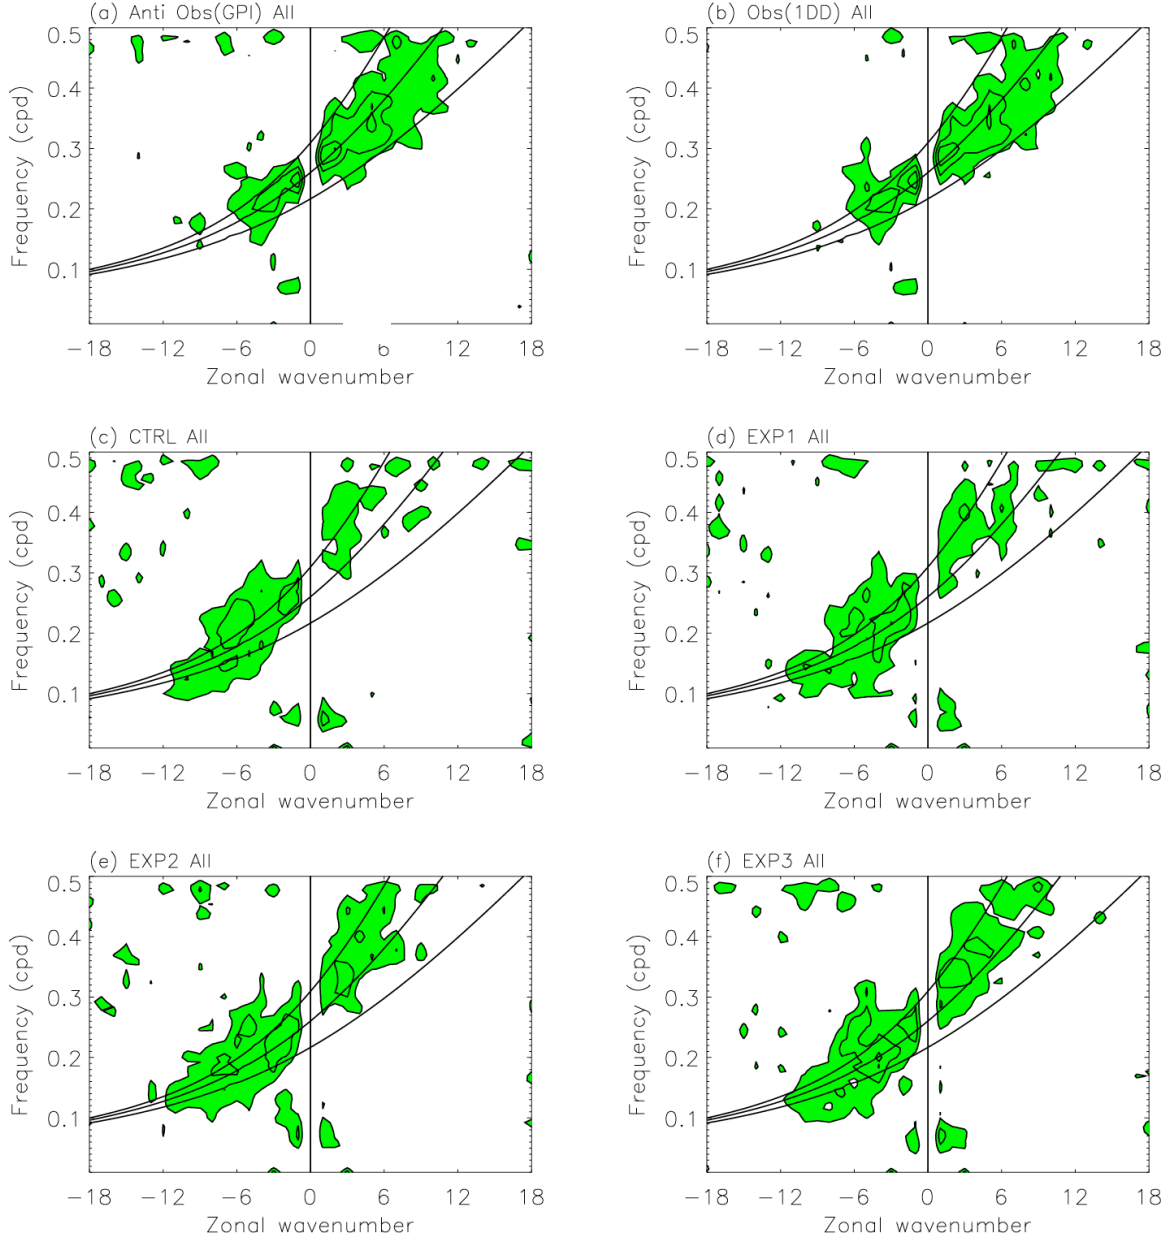 (a) Anti Obs(GPI) All
0.5
0.4
0.3
0.2
0.1
Frequency (cpd)
−18 −12 −6 0 6 12 18
Zonal wavenumber
(b) Obs(1DD) All
0.5
0.4
0.3
0.2
0.1
Frequency (cpd)
−18 −12 −6 0 6 12 18
Zonal wavenumber
(c) CTRL All
0.5
0.4
0.3
0.2
0.1
Frequency (cpd)
−18 −12 −6 0 6 12 18
Zonal wavenumber
(d) EXP1 All
0.5
0.4
0.3
0.2
0.1
Frequency (cpd)
−18 −12 −6 0 6 12 18
Zonal wavenumber
(e) EXP2 All
0.5
0.4
0.3
0.2
0.1
Frequency (cpd)
−18 −12 −6 0 6 12 18
Zonal wavenumber
(f) EXP3 All
0.5
0.4
0.3
0.2
0.1
Frequency (cpd)
−18 −12 −6 0 6 12 18
Zonal wavenumber